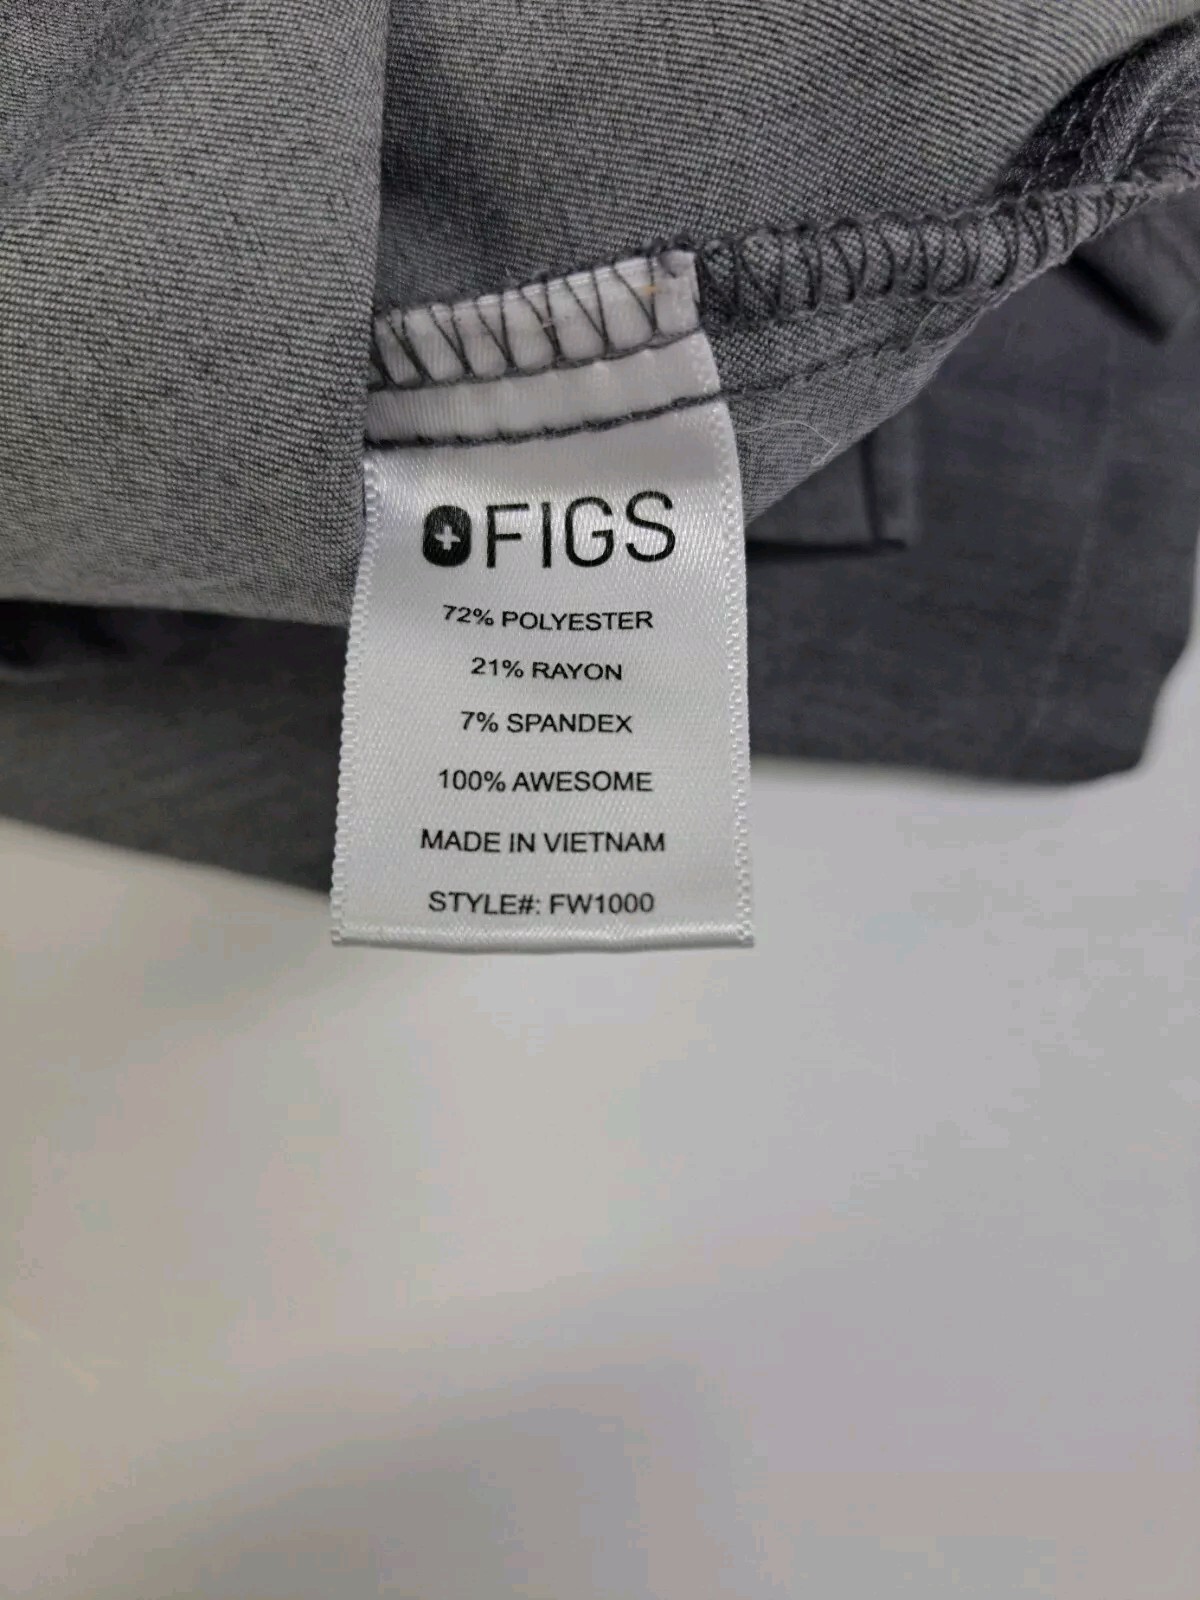 FIGS
72% POLYESTER
21% RAYON
7% SPANDEX
100% AWESOME
MADE IN VIETNAM
STYLE#: FW1000